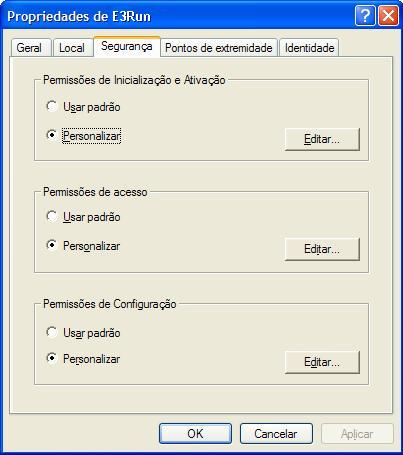 Propriedades de E3Run
Geral Local Segurança Pontos de extremidade Identidade
Permissões de Inicialização e Ativação
Usar padrão
Personalizar
Editar...
Permissões de acesso
Usar padrão
Personalizar
Editar...
Permissões de Configuração
Usar padrão
Personalizar
Editar...
OK Cancelar Aplicar